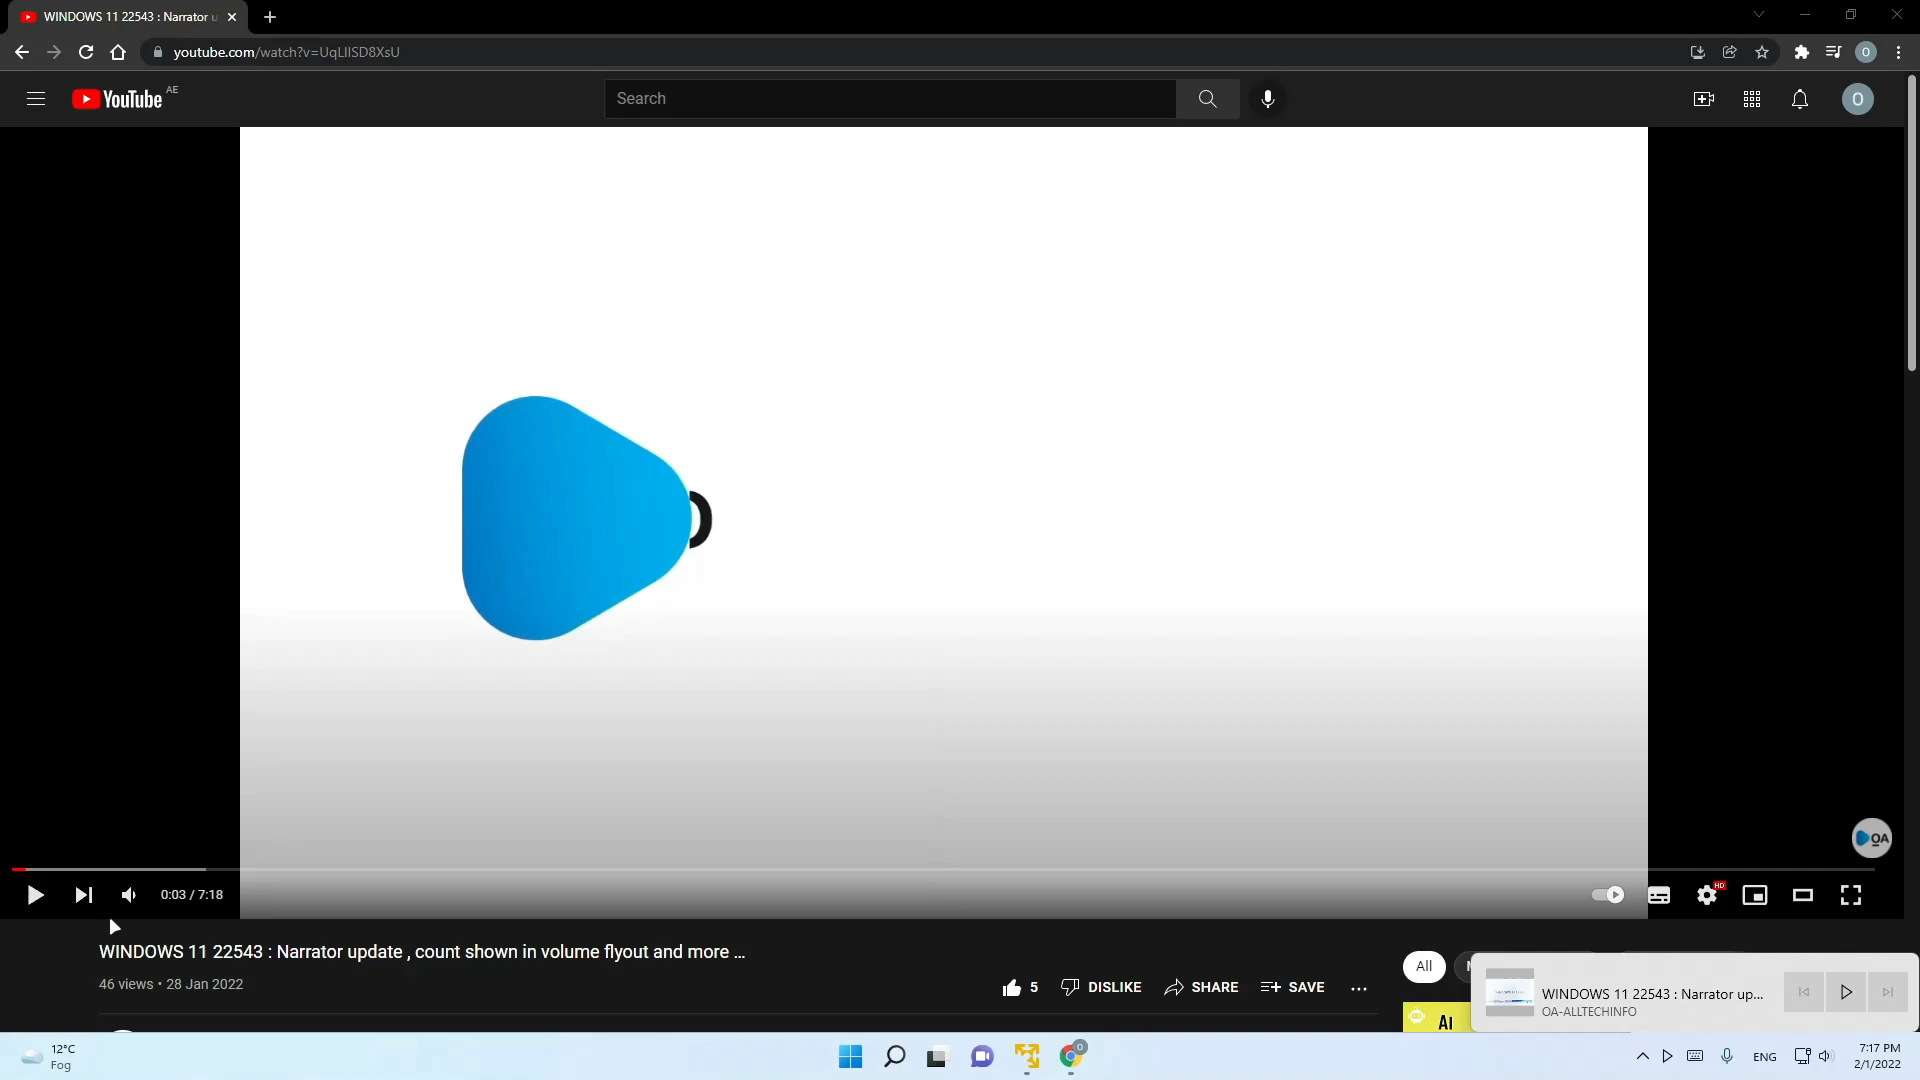 WINDOWS 11 22543 : Narrator u
youtube.com/watch?v=UqLIISD8XsU
O
YouTube AE
Search
O
OA
0:03 / 7:18
HD
WINDOWS 11 22543 : Narrator update , count shown in volume flyout and more ...
46 views • 28 Jan 2022
5
DISLIKE
SHARE
SAVE
All
AI
WINDOWS 11 22543 : Narrator up...
OA-ALLTECHINFO
12°C
Fog
O
ENG
7:17 PM
2/1/2022